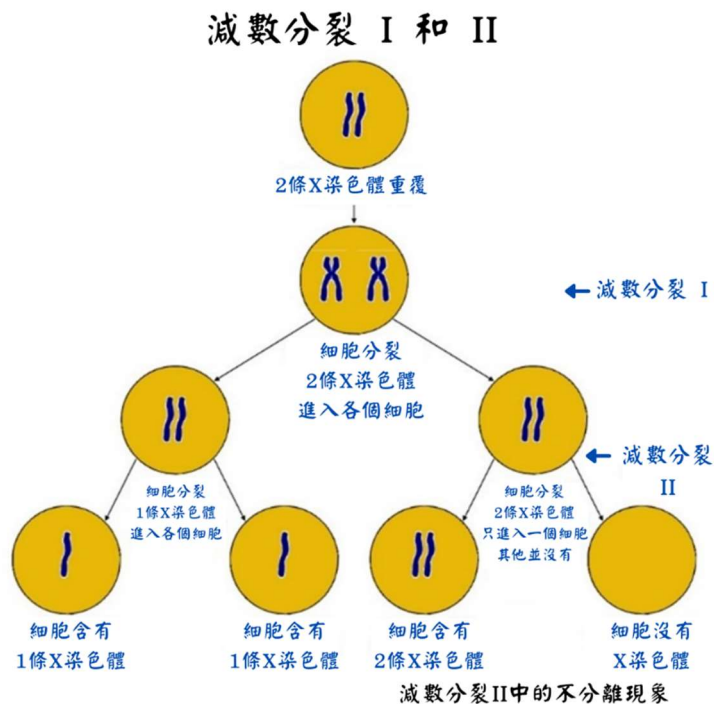 減數分裂 I 和 II
2條X染色體重覆
減數分裂 I
細胞分裂
2條X染色體
進入各個細胞
減數分裂
II
細胞分裂
1條X染色體
進入各個細胞
細胞分裂
2條X染色體
只進入一個細胞
其他並沒有
細胞含有
1條X染色體
細胞含有
1條X染色體
細胞含有
2條X染色體
細胞沒有
X染色體
減數分裂II中的不分離現象